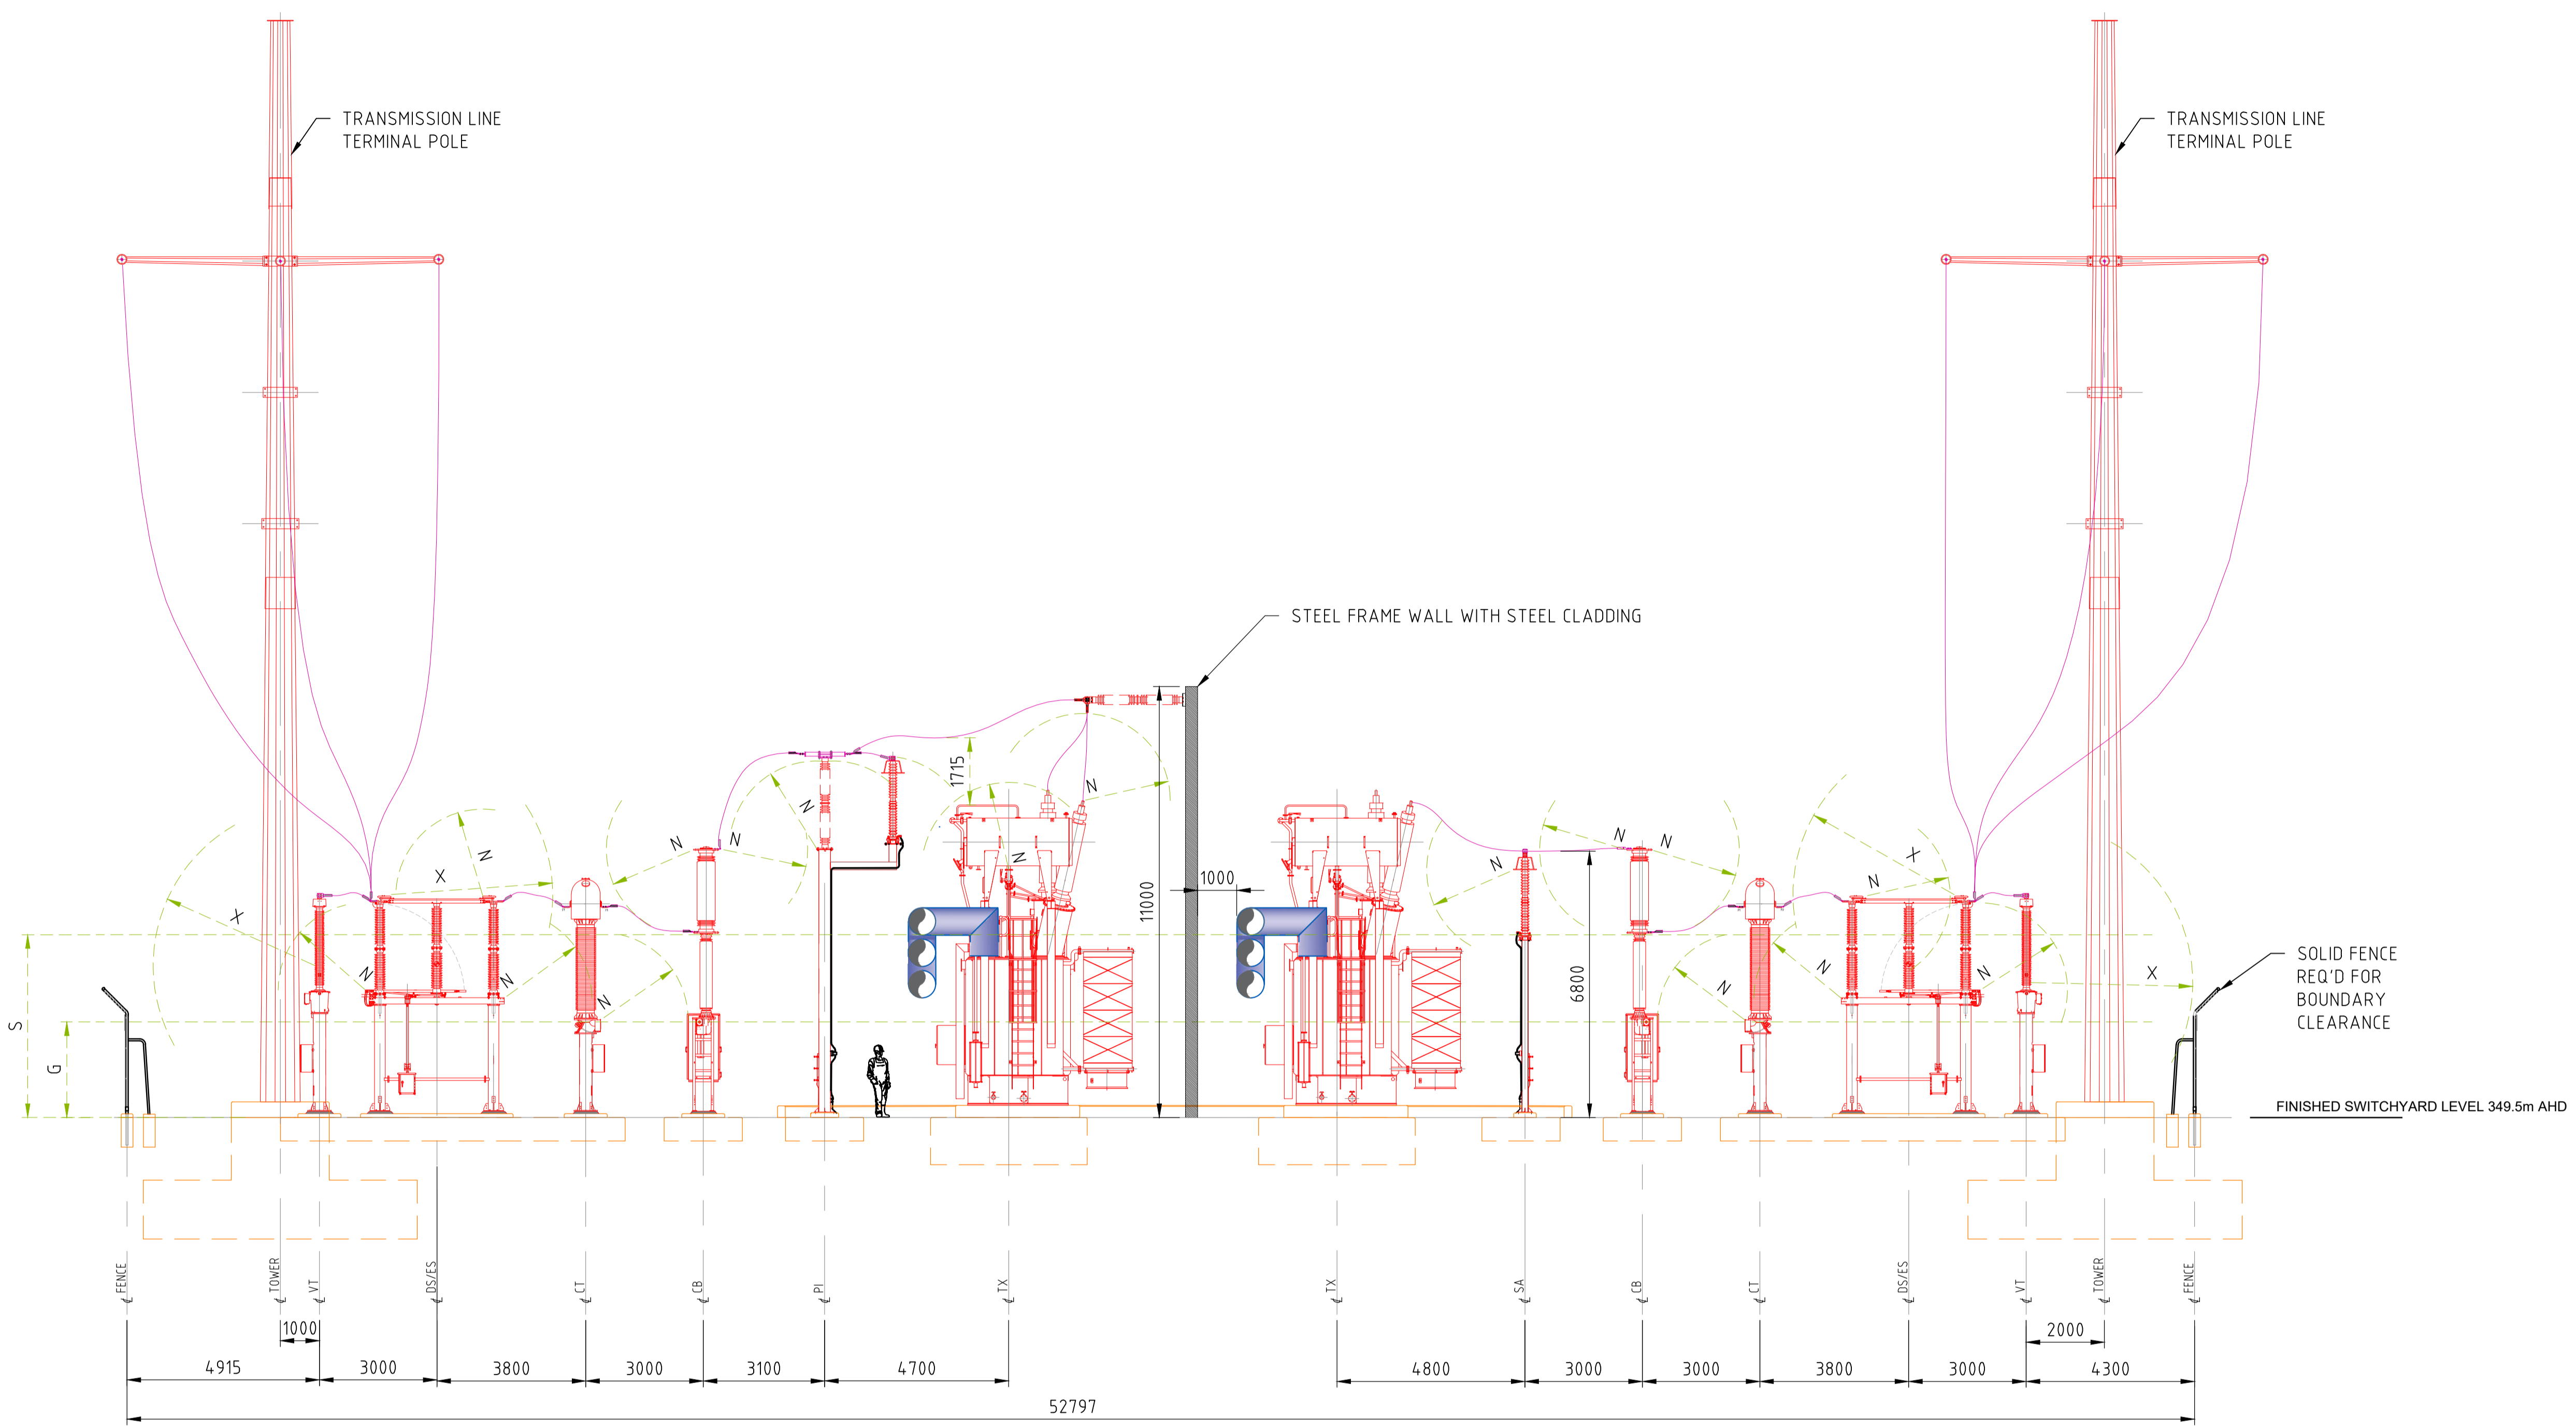 TRANSMISSION LINE
TERMINAL POLE
TRANSMISSION LINE
TERMINAL POLE
STEEL FRAME WALL WITH STEEL CLADDING
1715
N
N
N
N
N
N
N
X
N
X
N
N
N
11000
1000
6800
N
N
N
X
N
N
N
N
X
S
G
SOLID FENCE
REQ'D FOR
BOUNDARY
CLEARANCE
FINISHED SWITCHYARD LEVEL 349.5m AHD
℄ FENCE
℄ TOWER
℄ VT
℄ DS/ES
℄ CT
℄ CB
℄ PI
℄ TX
℄ TX
℄ SA
℄ CB
℄ CT
℄ DS/ES
℄ VT
℄ TOWER
℄ FENCE
1000
2000
4915
3000
3800
3000
3100
4700
4800
3000
3000
3800
3000
4300
52797